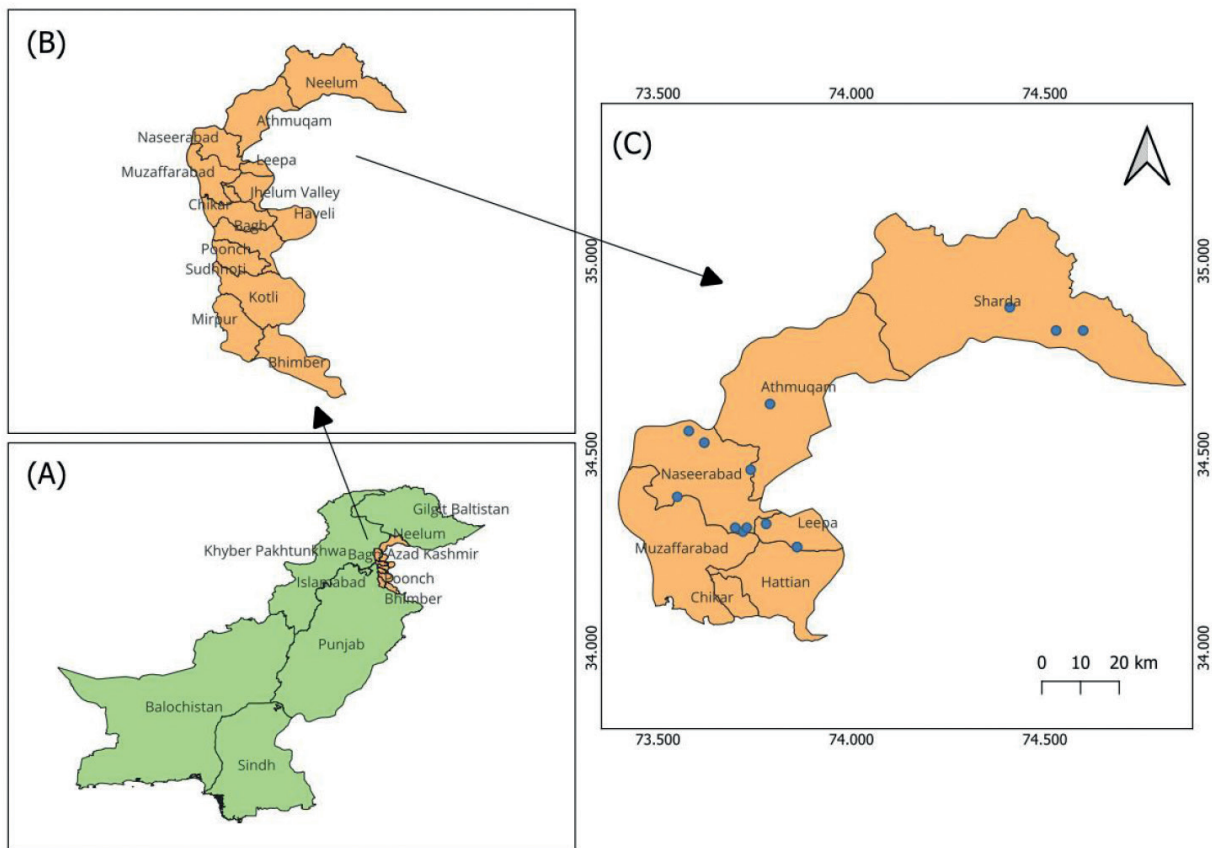 (B)
Neelum
Athmuqam
Naseerabad
Leepa
Muzaffarabad
Jhelum Valley
Chikar
Haveli
Bagh
Poonch
Sudhnoti
Kotli
Mirpur
Bhimber
(A)
Gilgit Baltistan
Neelum
Khyber Pakhtunkhwa
Bagh
Azad Kashmir
Islamabad
Poonch
Bhimber
Punjab
Balochistan
Sindh
73.500 74.000 74.500
(C)
35.000
35.000
Sharda
Athmuqam
34.500
34.500
Naseerabad
Leepa
Muzaffarabad
Hattian
Chikar
34.000
34.000
0 10 20 km
73.500 74.000 74.500